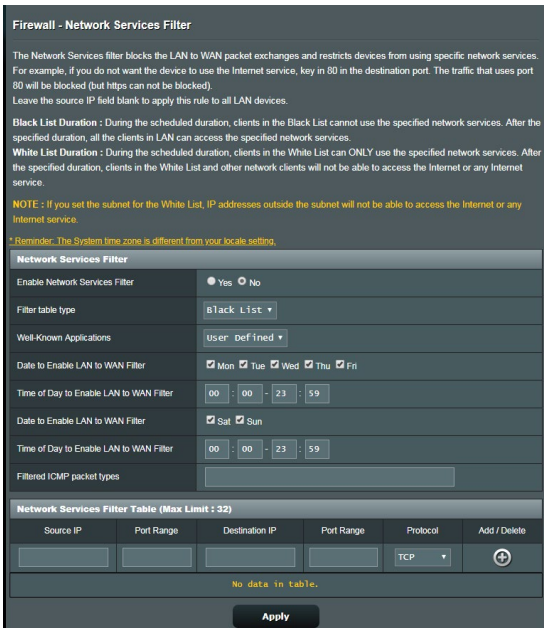 Firewall - Network Services Filter
The Network Services filter blocks the LAN to WAN packet exchanges and restricts devices from using specific network services.
For example, if you do not want the device to use the Internet service, key in 80 in the destination port. The traffic that uses port
80 will be blocked (but https can not be blocked).
Leave the source IP field blank to apply this rule to all LAN devices.
Black List Duration : During the scheduled duration, clients in the Black List cannot use the specified network services. After the
specified duration, all the clients in LAN can access the specified network services.
White List Duration : During the scheduled duration, clients in the White List can ONLY use the specified network services. After
the specified duration, clients in the White List and other network clients will not be able to access the Internet or any Internet
service.
NOTE : If you set the subnet for the White List, IP addresses outside the subnet will not be able to access the Internet or any
Internet service.
* Reminder: The System time zone is different from your locale setting.
Network Services Filter
Enable Network Services Filter Yes No
Filter table type Black List
Well-Known Applications User Defined
Date to Enable LAN to WAN Filter Mon Tue Wed Thu Fri
Time of Day to Enable LAN to WAN Filter 00 : 00 - 23 : 59
Date to Enable LAN to WAN Filter Sat Sun
Time of Day to Enable LAN to WAN Filter 00 : 00 - 23 : 59
Filtered ICMP packet types
Network Services Filter Table (Max Limit : 32)
Source IP Port Range Destination IP Port Range Protocol Add / Delete
TCP
No data in table.
Apply